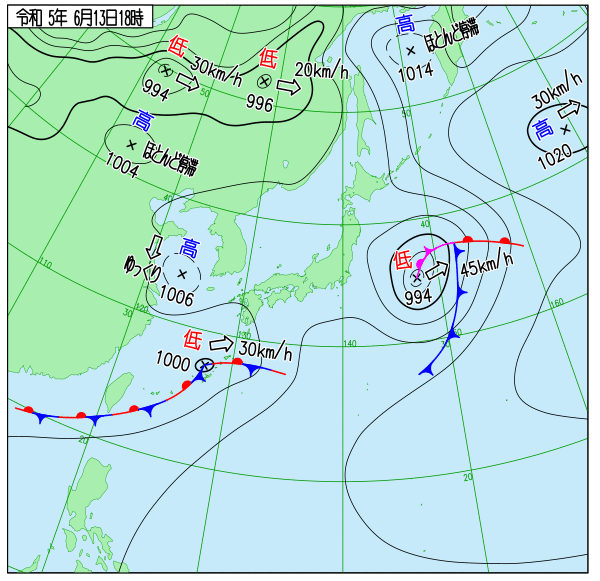 令和 5年 6月13日18時
高
ほとんど停滞
1014
低
30km/h
994
低
20km/h
996
50
50
30km/h
高
1020
高
ほとんど停滞
1004
40
40
高
ゆっくり
1006
低
45km/h
994
110
30
120
130
140
150
160
低
30km/h
1000
20
20